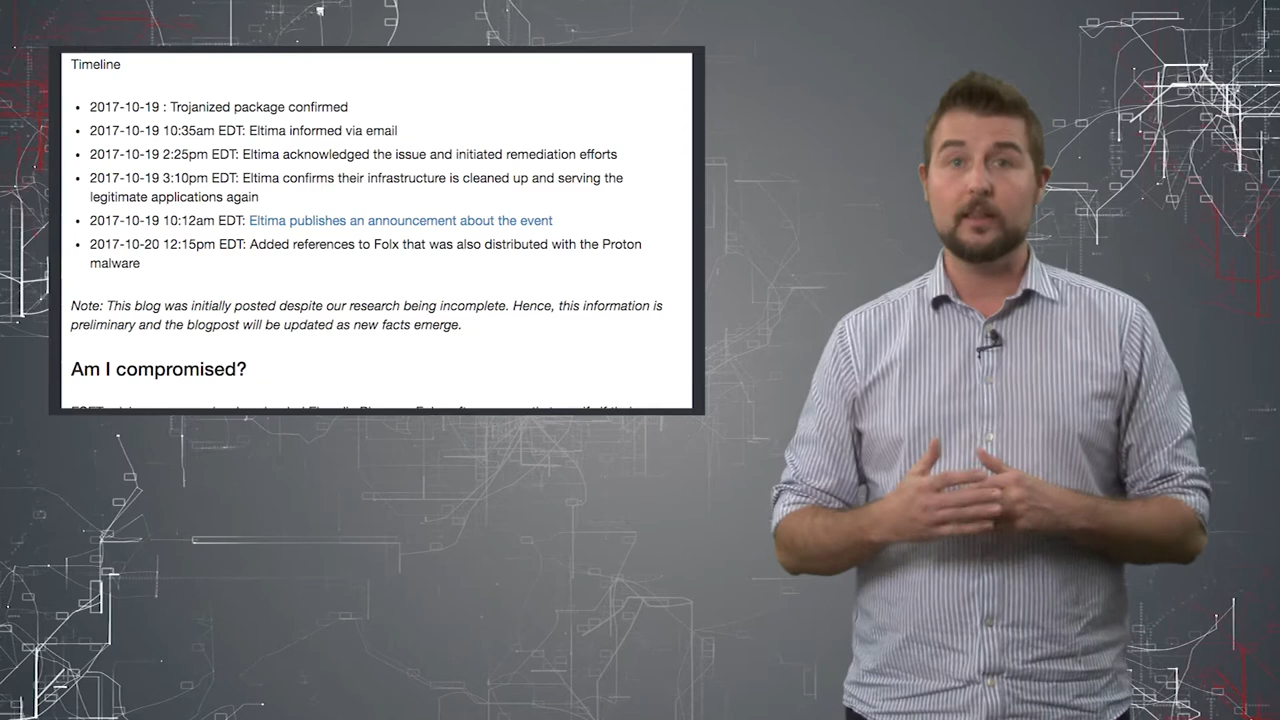 Timeline
• 2017-10-19 : Trojanized package confirmed
• 2017-10-19 10:35am EDT: Eltima informed via email
• 2017-10-19 2:25pm EDT: Eltima acknowledged the issue and initiated remediation efforts
• 2017-10-19 3:10pm EDT: Eltima confirms their infrastructure is cleaned up and serving the
legitimate applications again
• 2017-10-19 10:12am EDT: Eltima publishes an announcement about the event
• 2017-10-20 12:15pm EDT: Added references to Folx that was also distributed with the Proton
malware
Note: This blog was initially posted despite our research being incomplete. Hence, this information is
preliminary and the blogpost will be updated as new facts emerge.
Am I compromised?